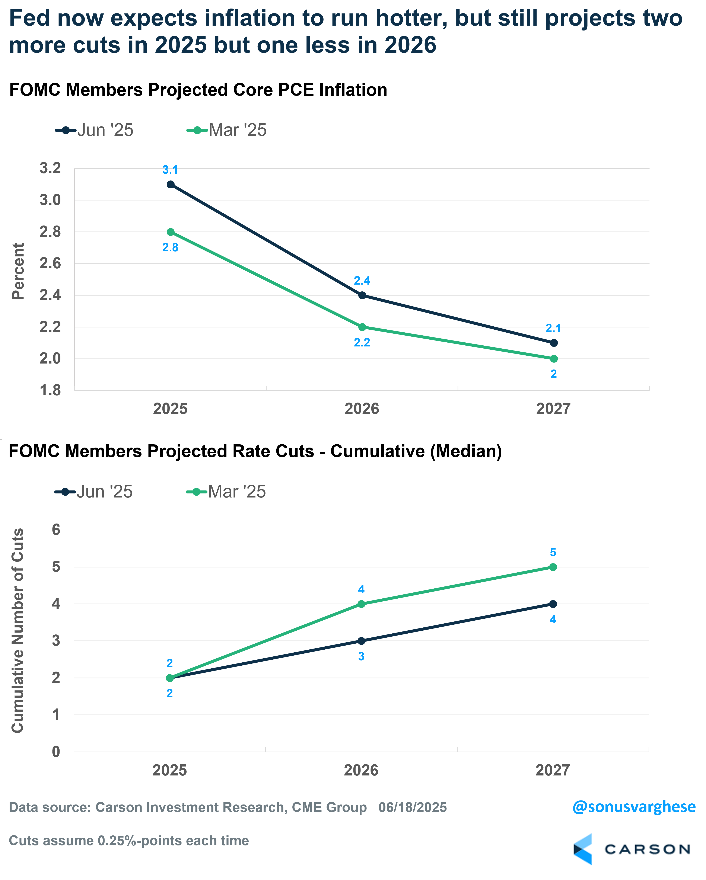 Fed now expects inflation to run hotter, but still projects two
more cuts in 2025 but one less in 2026
FOMC Members Projected Core PCE Inflation
Jun '25 Mar '25
Percent
3.2
3.0
2.8
2.6
2.4
2.2
2.0
1.8
3.1
2.8
2.4
2.2
2.1
2
2025 2026 2027
FOMC Members Projected Rate Cuts - Cumulative (Median)
Jun '25 Mar '25
Cumulative Number of Cuts
6
5
4
3
2
1
0
2
2
4
3
5
4
2025 2026 2027
Data source: Carson Investment Research, CME Group 06/18/2025
@sonusvarghese
Cuts assume 0.25%-points each time
CARSON